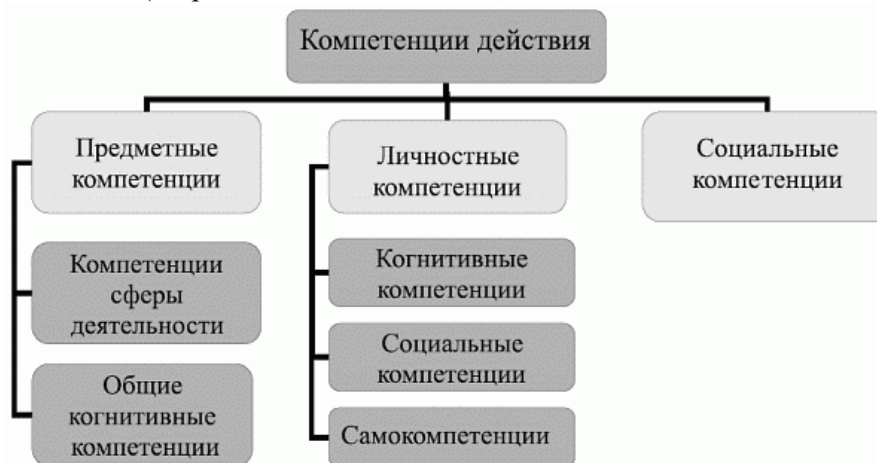 Компетенции действия
Предметные
компетенции
Личностные
компетенции
Социальные
компетенции
Компетенции
сферы
деятельности
Общие
когнитивные
компетенции
Когнитивные
компетенции
Социальные
компетенции
Самокомпетенции